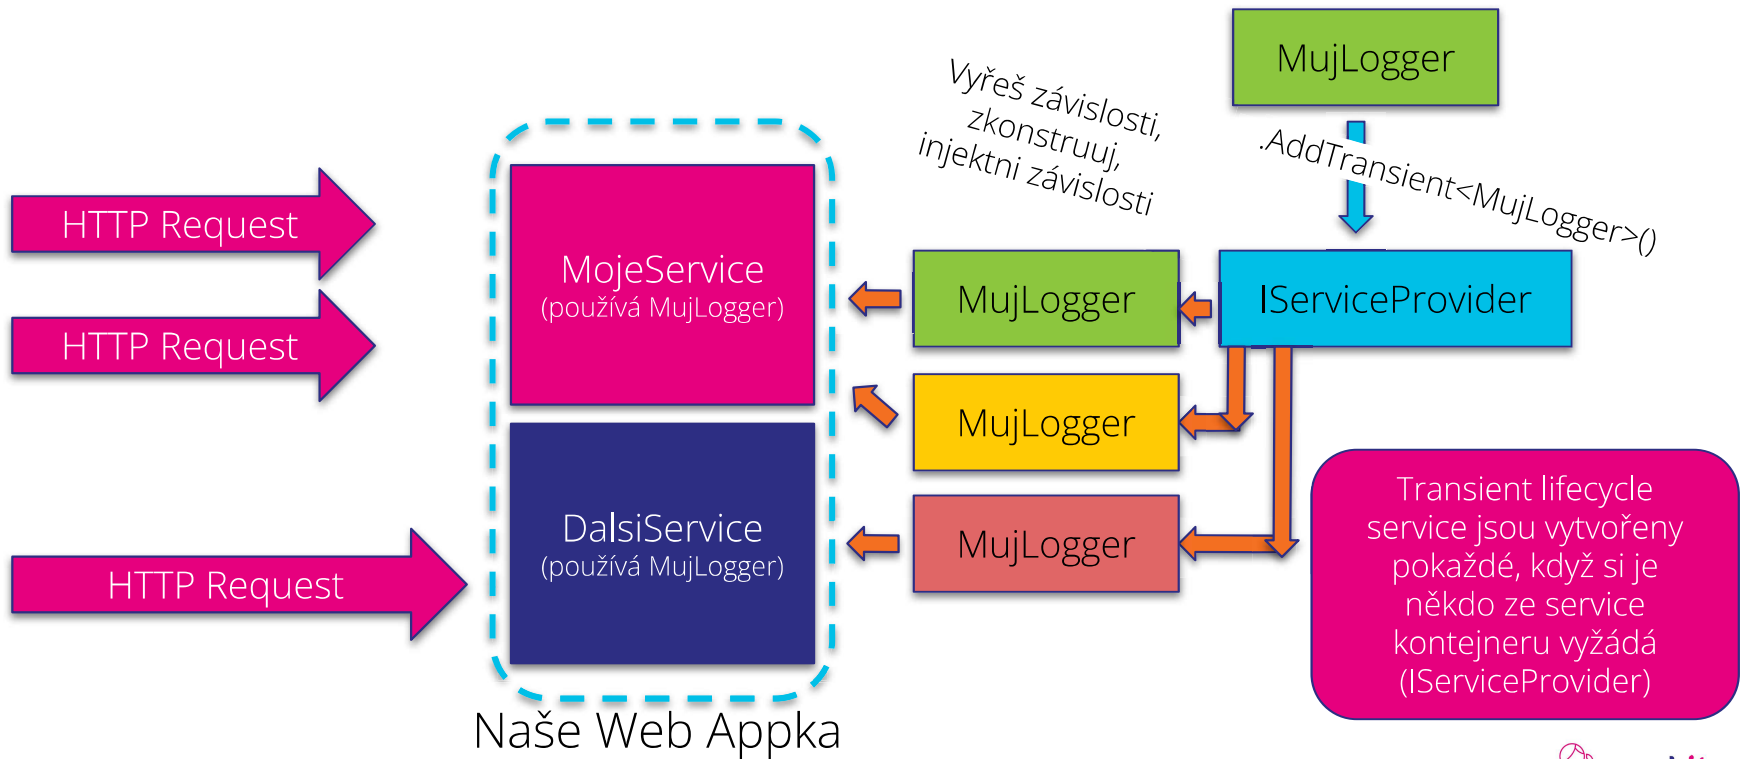 MujLogger
Vyřeš závislosti,
zkonstruuj,
injektni závislosti
.AddTransient<MujLogger>()
HTTP Request
HTTP Request
HTTP Request
MojeService
(používá MujLogger)
DalsiService
(používá MujLogger)
MujLogger
IServiceProvider
MujLogger
MujLogger
Transient lifecycle
service jsou vytvořeny
pokaždé, když si je
někdo ze service
kontejneru vyžádá
(IServiceProvider)
Naše Web Appka